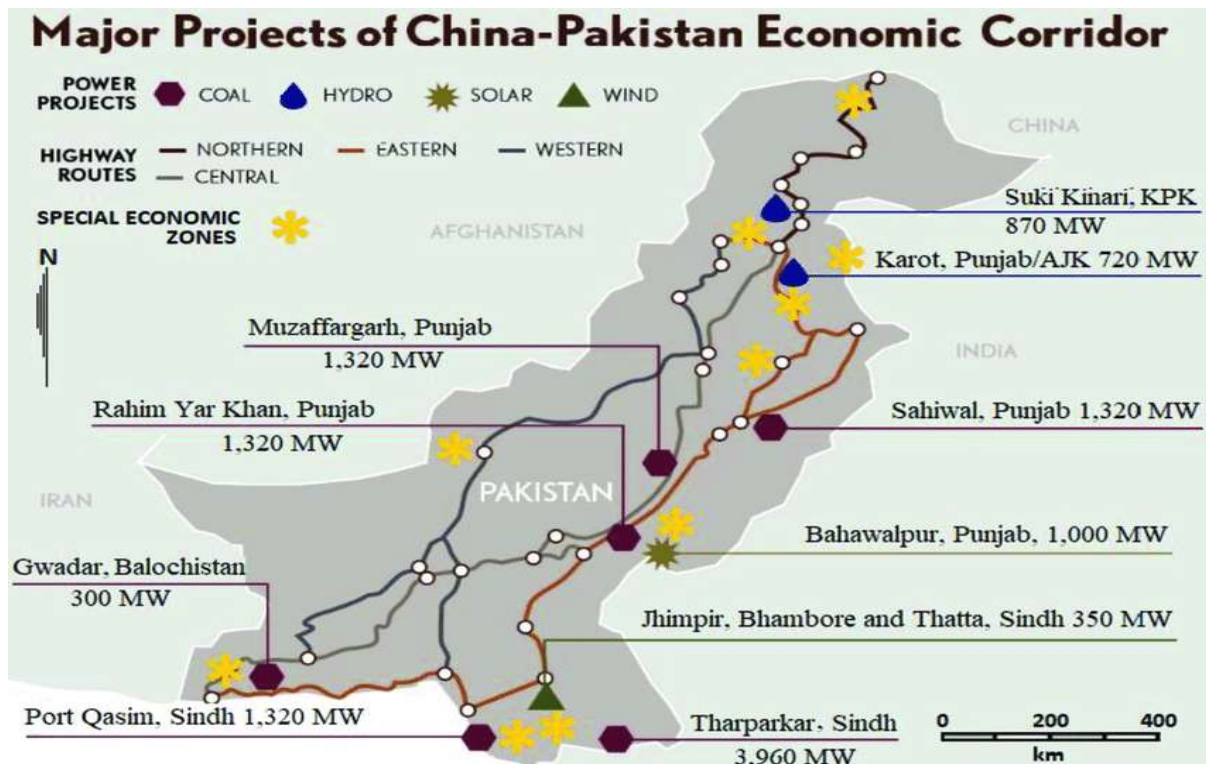 Major Projects of China-Pakistan Economic Corridor
POWER PROJECTS COAL HYDRO SOLAR WIND
HIGHWAY ROUTES NORTHERN EASTERN WESTERN
CENTRAL
SPECIAL ECONOMIC ZONES
N
CHINA
AFGHANISTAN
Suki Kinari, KPK
870 MW
Karot, Punjab/AJK 720 MW
Muzaffargarh, Punjab
1,320 MW
INDIA
Rahim Yar Khan, Punjab
1,320 MW
Sahiwal, Punjab 1,320 MW
IRAN
PAKISTAN
Bahawalpur, Punjab, 1,000 MW
Gwadar, Balochistan
300 MW
Jhimpir, Bhambore and Thatta, Sindh 350 MW
Port Qasim, Sindh 1,320 MW
Tharparkar, Sindh
3,960 MW
0 200 400
km